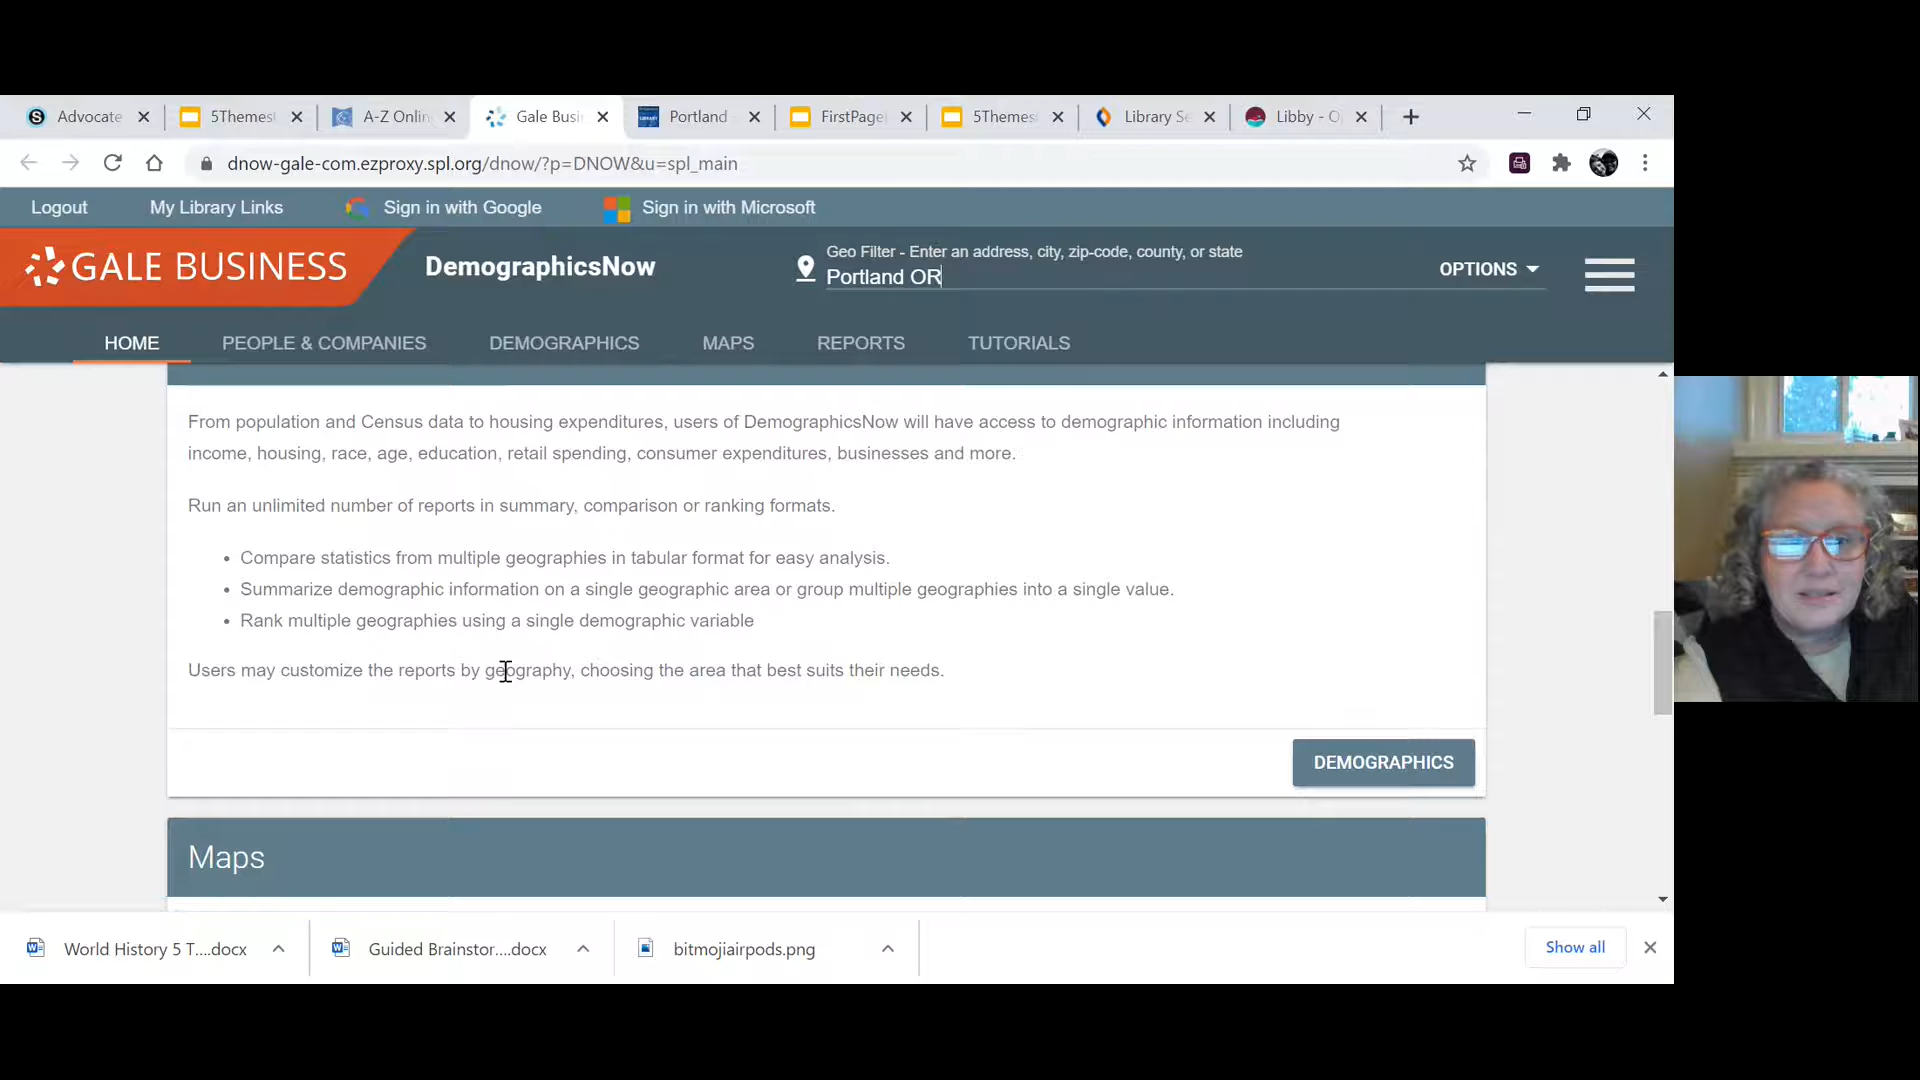 Advocate
5Themes
A-Z Onlin
Gale Busi
Portland
FirstPage
5Themes
Library Se
Libby - O
dnow-gale-com.ezproxy.spl.org/dnow/?p=DNOW&u=spl_main
Logout
My Library Links
Sign in with Google
Sign in with Microsoft
GALE BUSINESS
DemographicsNow
Geo Filter - Enter an address, city, zip-code, county, or state
Portland OR
OPTIONS
HOME
PEOPLE & COMPANIES
DEMOGRAPHICS
MAPS
REPORTS
TUTORIALS
From population and Census data to housing expenditures, users of DemographicsNow will have access to demographic information including
income, housing, race, age, education, retail spending, consumer expenditures, businesses and more.
Run an unlimited number of reports in summary, comparison or ranking formats.
• Compare statistics from multiple geographies in tabular format for easy analysis.
• Summarize demographic information on a single geographic area or group multiple geographies into a single value.
• Rank multiple geographies using a single demographic variable
Users may customize the reports by geography, choosing the area that best suits their needs.
DEMOGRAPHICS
Maps
World History 5 T....docx
Guided Brainstor....docx
bitmojiairpods.png
Show all